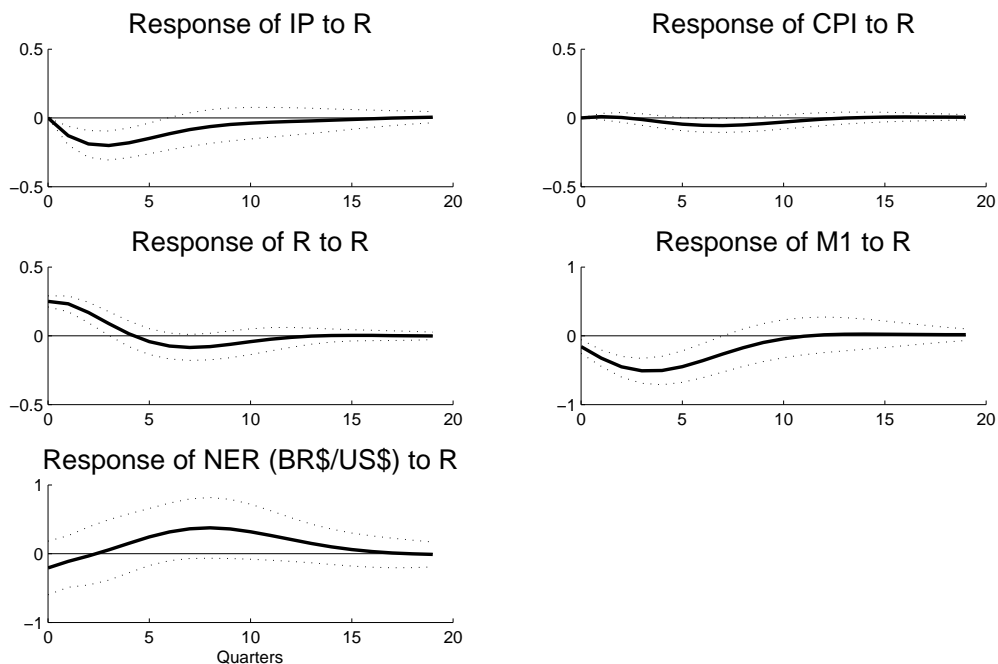 Response of IP to R
0.5
0
−0.5
0 5 10 15 20
Response of CPI to R
0.5
0
−0.5
0 5 10 15 20
Response of R to R
0.5
0
−0.5
0 5 10 15 20
Response of M1 to R
1
0
−1
0 5 10 15 20
Response of NER (BR$/US$) to R
1
0
−1
0 5 10 15 20
Quarters